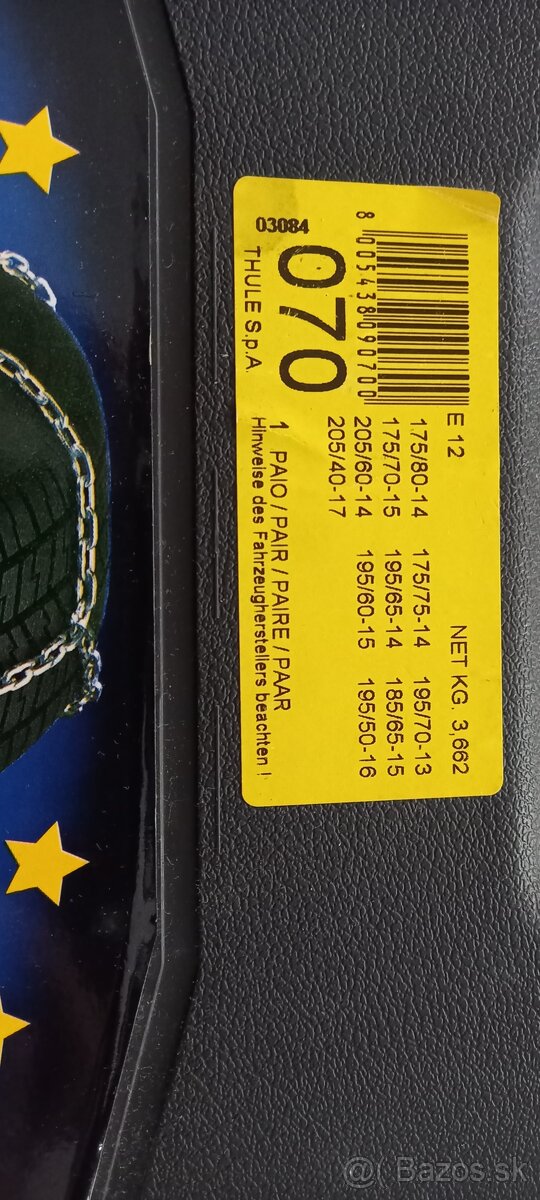 03084
070
THULE S.p.A
8 005438 090700
E 12 NET KG. 3,662
175/80-14 175/75-14 195/70-13
175/70-15 195/65-14 185/65-15
205/60-14 195/60-15 195/50-16
205/40-17
1 PAIO / PAIR / PAIRE / PAAR
Hinweise des Fahrzeugherstellers beachten !
@ Bazos.sk